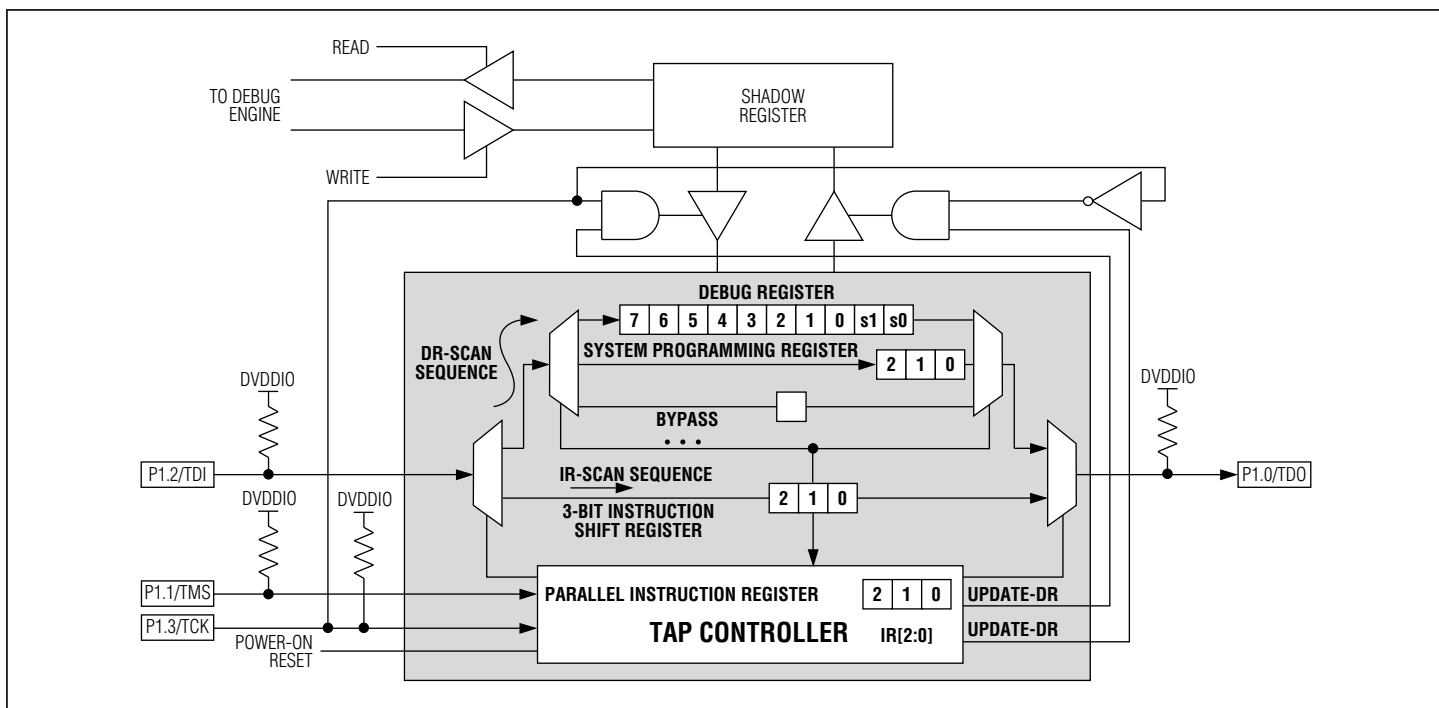 READ
TO DEBUG
ENGINE
WRITE
SHADOW
REGISTER
DEBUG REGISTER
7 6 5 4 3 2 1 0 s1 s0
DR-SCAN
SEQUENCE
SYSTEM PROGRAMMING REGISTER
2 1 0
BYPASS
• • •
IR-SCAN SEQUENCE
2 1 0
3-BIT INSTRUCTION
SHIFT REGISTER
DVDDIO
P1.2/TDI
DVDDIO
DVDDIO
DVDDIO
P1.0/TDO
P1.1/TMS
P1.3/TCK
POWER-ON
RESET
PARALLEL INSTRUCTION REGISTER
2 1 0
UPDATE-DR
TAP CONTROLLER
IR[2:0]
UPDATE-DR